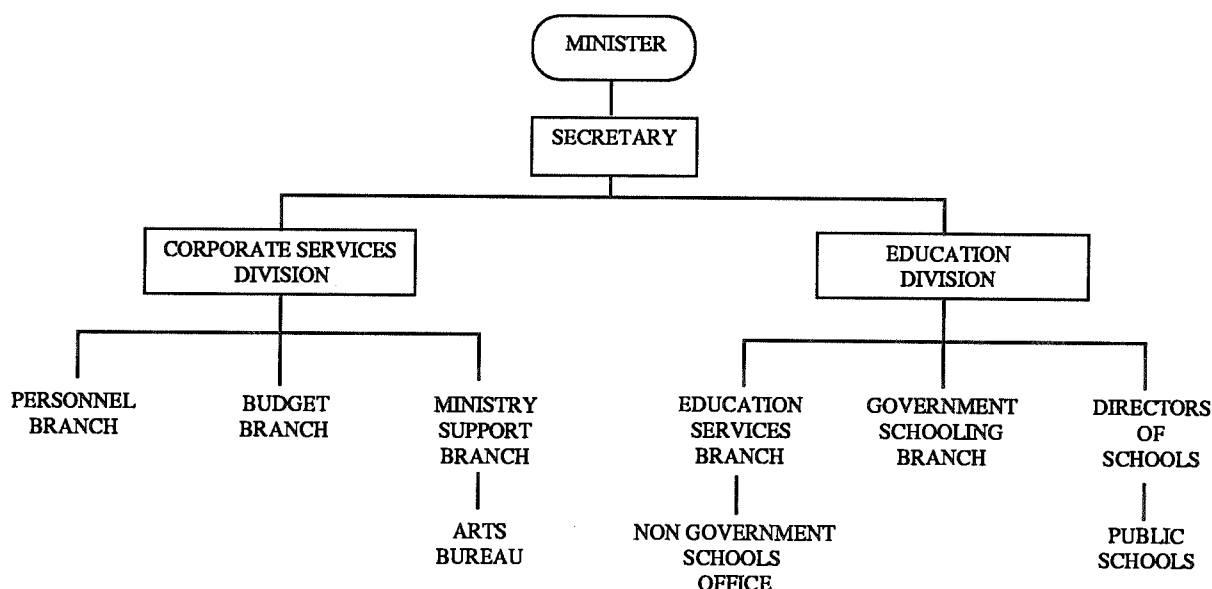 MINISTER
SECRETARY
CORPORATE SERVICES
DIVISION
EDUCATION
DIVISION
PERSONNEL
BRANCH
BUDGET
BRANCH
MINISTRY
SUPPORT
BRANCH
EDUCATION
SERVICES
BRANCH
GOVERNMENT
SCHOOLING
BRANCH
DIRECTORS
OF
SCHOOLS
ARTS
BUREAU
NON GOVERNMENT
SCHOOLS
OFFICE
PUBLIC
SCHOOLS